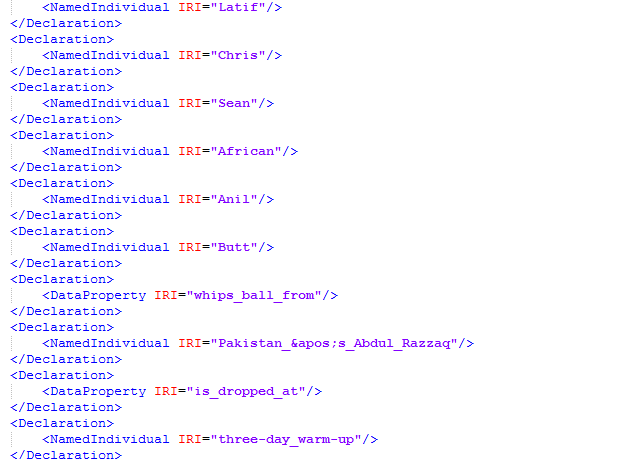 <NamedIndividual IRI="Latif"/>
</Declaration>
<Declaration>
<NamedIndividual IRI="Chris"/>
</Declaration>
<Declaration>
<NamedIndividual IRI="Sean"/>
</Declaration>
<Declaration>
<NamedIndividual IRI="African"/>
</Declaration>
<Declaration>
<NamedIndividual IRI="Anil"/>
</Declaration>
<Declaration>
<NamedIndividual IRI="Butt"/>
</Declaration>
<Declaration>
<DataProperty IRI="whips_ball_from"/>
</Declaration>
<Declaration>
<NamedIndividual IRI="Pakistan_&apos;s_Abdul_Razzaq"/>
</Declaration>
<Declaration>
<DataProperty IRI="is_dropped_at"/>
</Declaration>
<Declaration>
<NamedIndividual IRI="three-day_warm-up"/>
</Declaration>